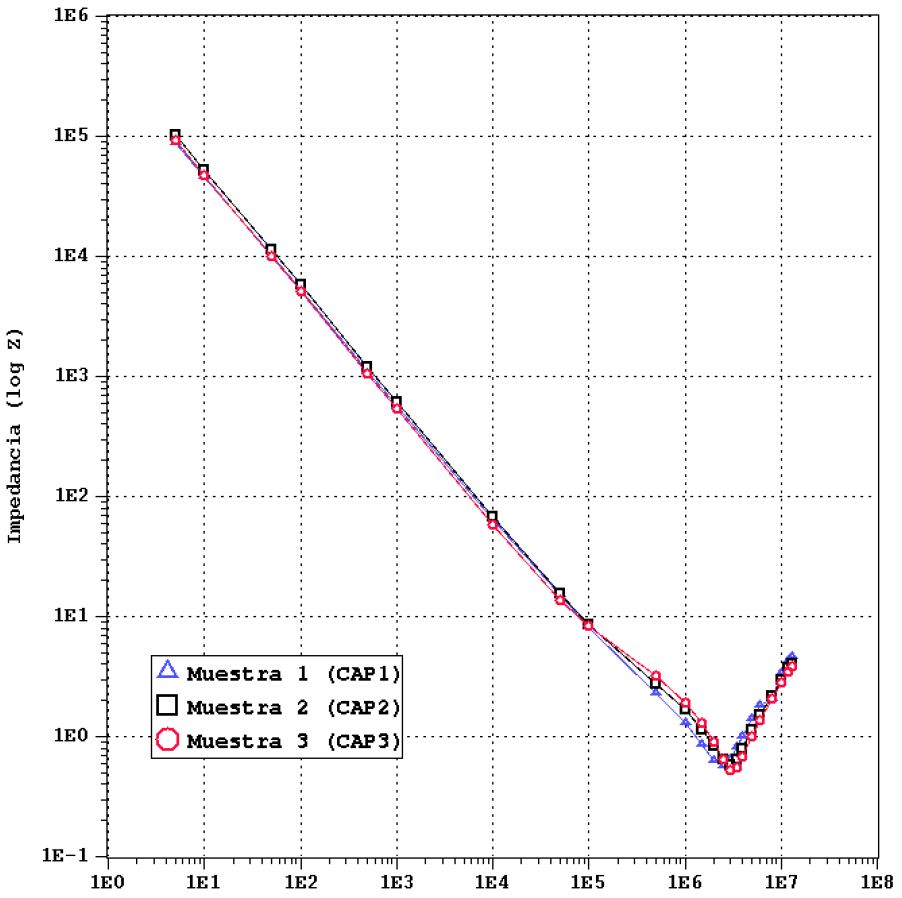 1E6
1E5
1E4
1E3
1E2
1E1
1E0
1E-1
Impedancia (log Z)
Muestra 1 (CAP1)
Muestra 2 (CAP2)
Muestra 3 (CAP3)
1E0 1E1 1E2 1E3 1E4 1E5 1E6 1E7 1E8